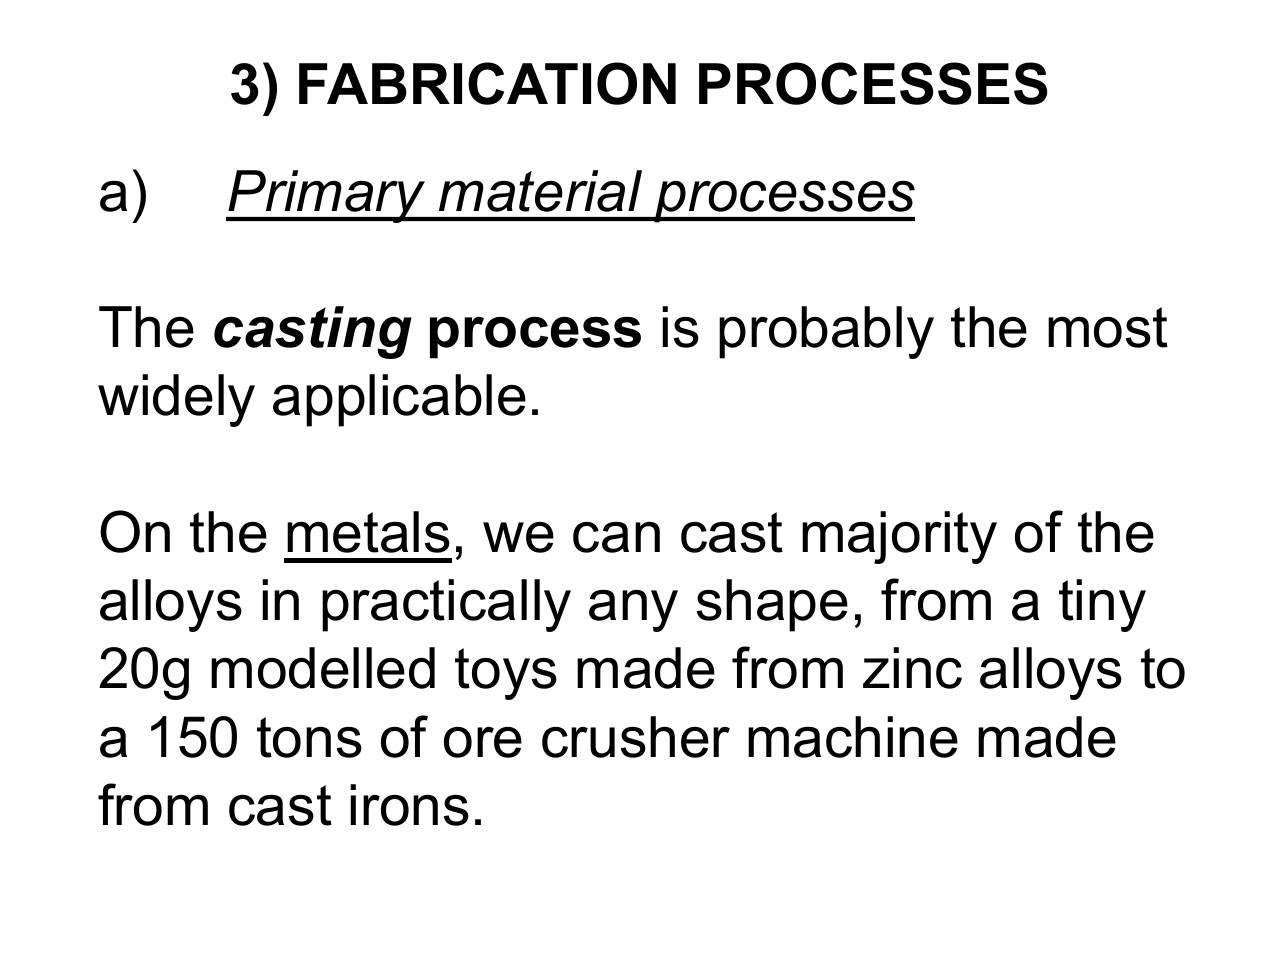 3) FABRICATION PROCESSES
a) Primary material processes
The casting process is probably the most
widely applicable.
On the metals, we can cast majority of the
alloys in practically any shape, from a tiny
20g modelled toys made from zinc alloys to
a 150 tons of ore crusher machine made
from cast irons.